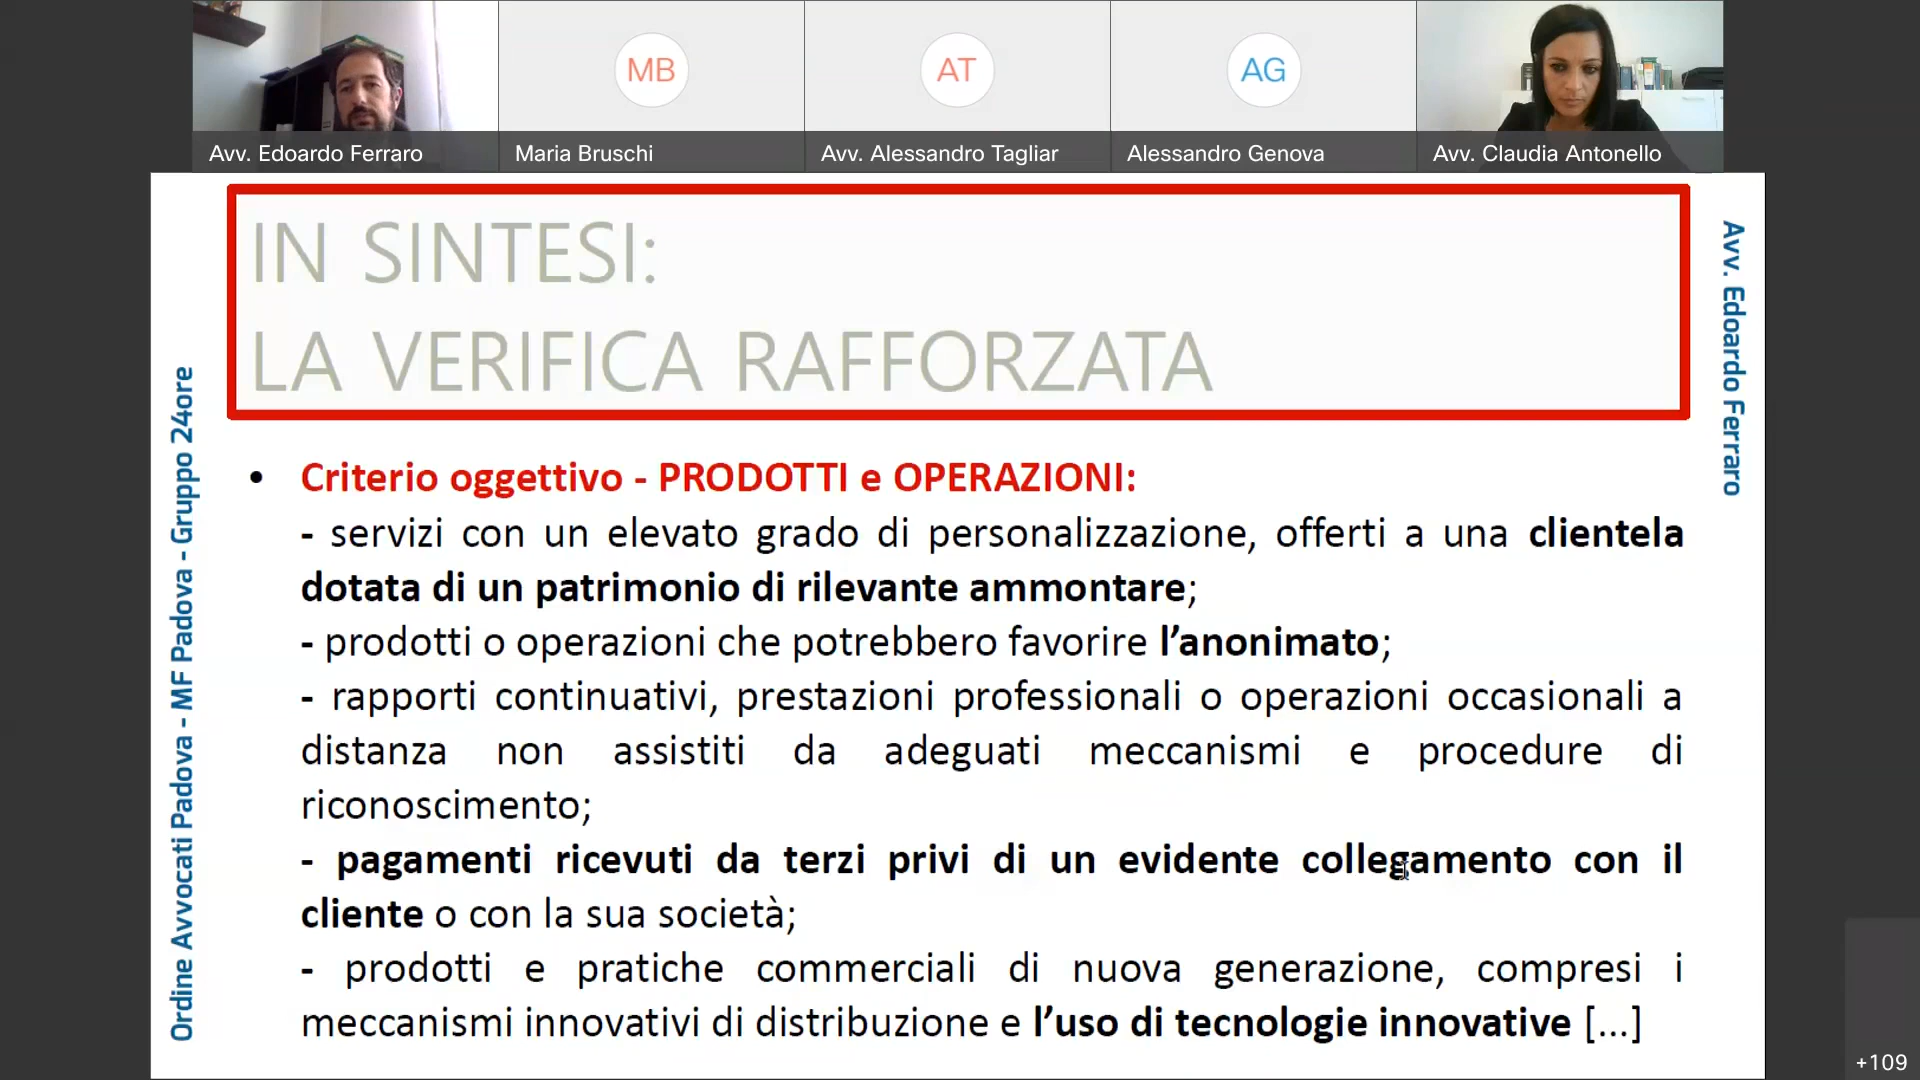 MB
AT
AG
Avv. Edoardo Ferraro
Maria Bruschi
Avv. Alessandro Tagliar
Alessandro Genova
Avv. Claudia Antonello
IN SINTESI:
LA VERIFICA RAFFORZATA
Avv. Edoardo Ferraro
Ordine Avvocati Padova - MF Padova - Gruppo 24ore
• Criterio oggettivo - PRODOTTI e OPERAZIONI:
- servizi con un elevato grado di personalizzazione, offerti a una clientela
dotata di un patrimonio di rilevante ammontare;
- prodotti o operazioni che potrebbero favorire l’anonimato;
- rapporti continuativi, prestazioni professionali o operazioni occasionali a
distanza non assistiti da adeguati meccanismi e procedure di
riconoscimento;
- pagamenti ricevuti da terzi privi di un evidente collegamento con il
cliente o con la sua società;
- prodotti e pratiche commerciali di nuova generazione, compresi i
meccanismi innovativi di distribuzione e l’uso di tecnologie innovative [...]
+109